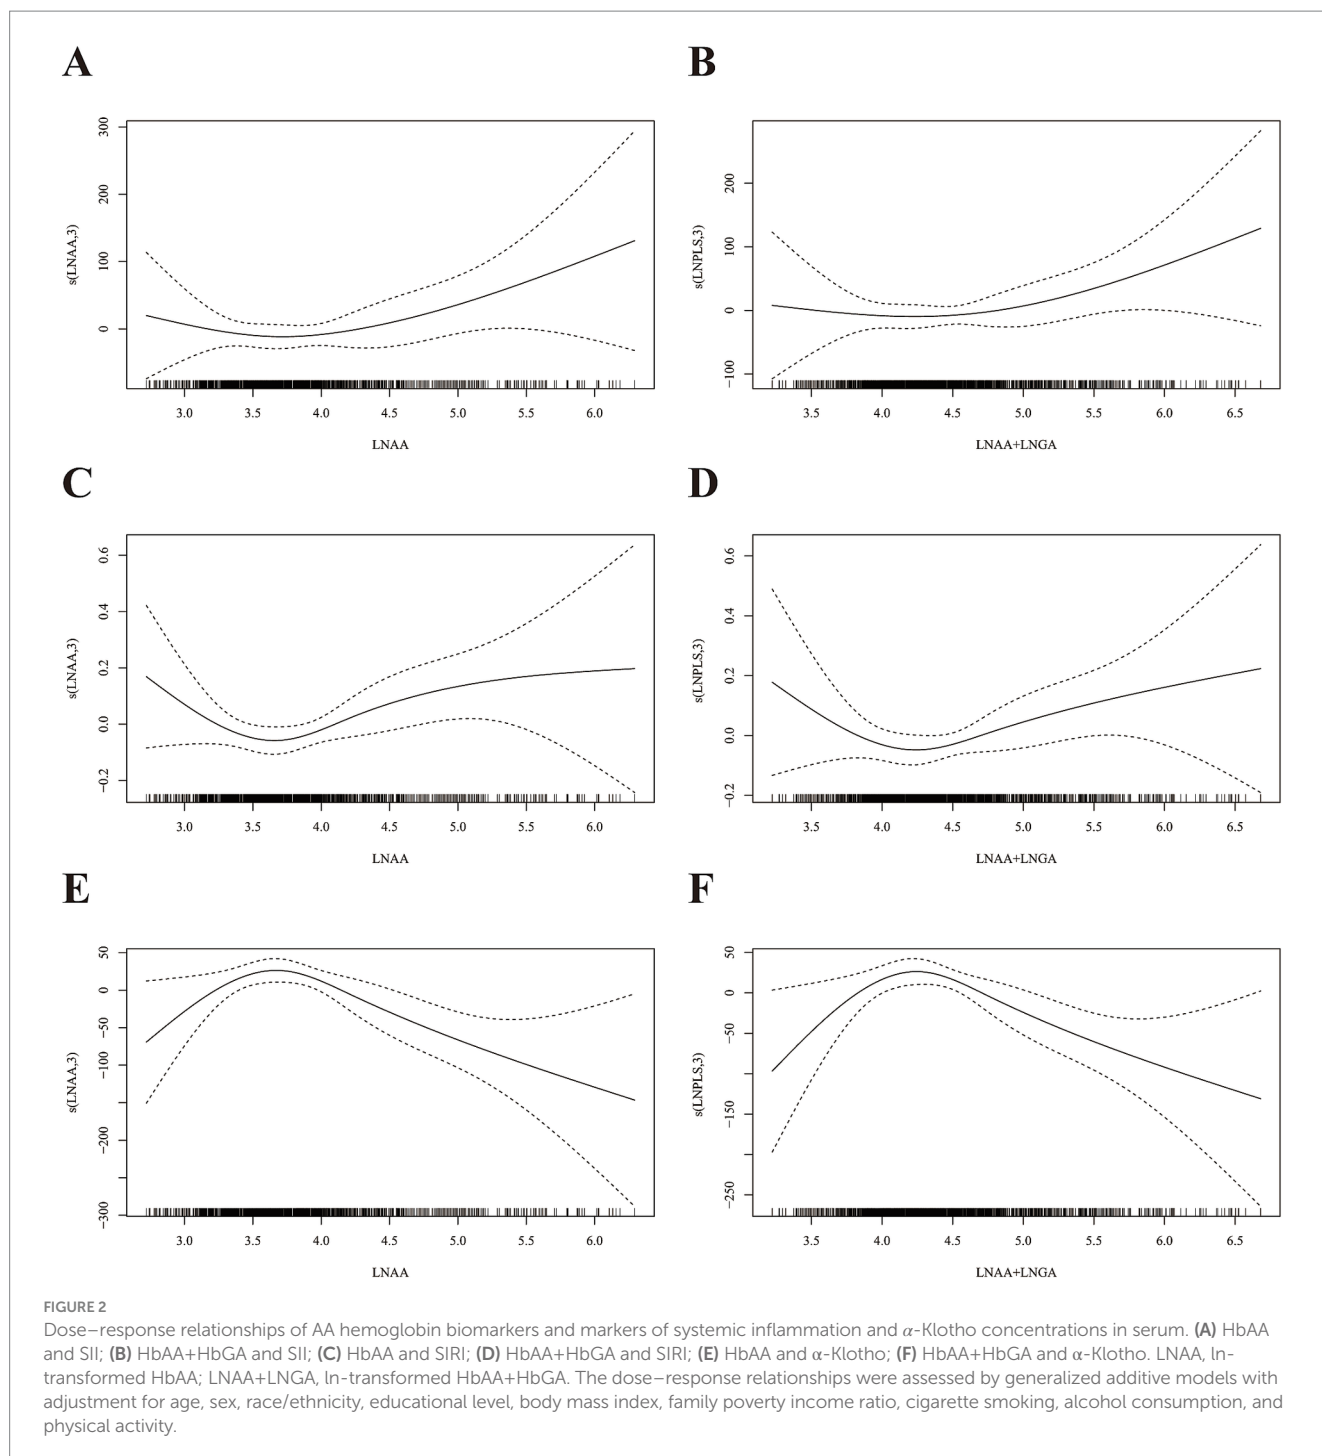 A
B
300
200
100
0
s(LNAA,3)
3.0 3.5 4.0 4.5 5.0 5.5 6.0
LNAA
200
100
0
−100
s(LNPLS,3)
3.5 4.0 4.5 5.0 5.5 6.0 6.5
LNAA+LNGA
C
D
0.6
0.4
0.2
0.0
−0.2
s(LNAA,3)
3.0 3.5 4.0 4.5 5.0 5.5 6.0
LNAA
0.6
0.4
0.2
0.0
−0.2
s(LNPLS,3)
3.5 4.0 4.5 5.0 5.5 6.0 6.5
LNAA+LNGA
E
F
50
0
−50
−100
−200
−300
s(LNAA,3)
3.0 3.5 4.0 4.5 5.0 5.5 6.0
LNAA
50
0
−50
−150
−250
s(LNPLS,3)
3.5 4.0 4.5 5.0 5.5 6.0 6.5
LNAA+LNGA
FIGURE 2
Dose–response relationships of AA hemoglobin biomarkers and markers of systemic inflammation and α-Klotho concentrations in serum. (A) HbAA
and SII; (B) HbAA+HbGA and SII; (C) HbAA and SIRI; (D) HbAA+HbGA and SIRI; (E) HbAA and α-Klotho; (F) HbAA+HbGA and α-Klotho. LNAA, ln-
transformed HbAA; LNAA+LNGA, ln-transformed HbAA+HbGA. The dose–response relationships were assessed by generalized additive models with
adjustment for age, sex, race/ethnicity, educational level, body mass index, family poverty income ratio, cigarette smoking, alcohol consumption, and
physical activity.